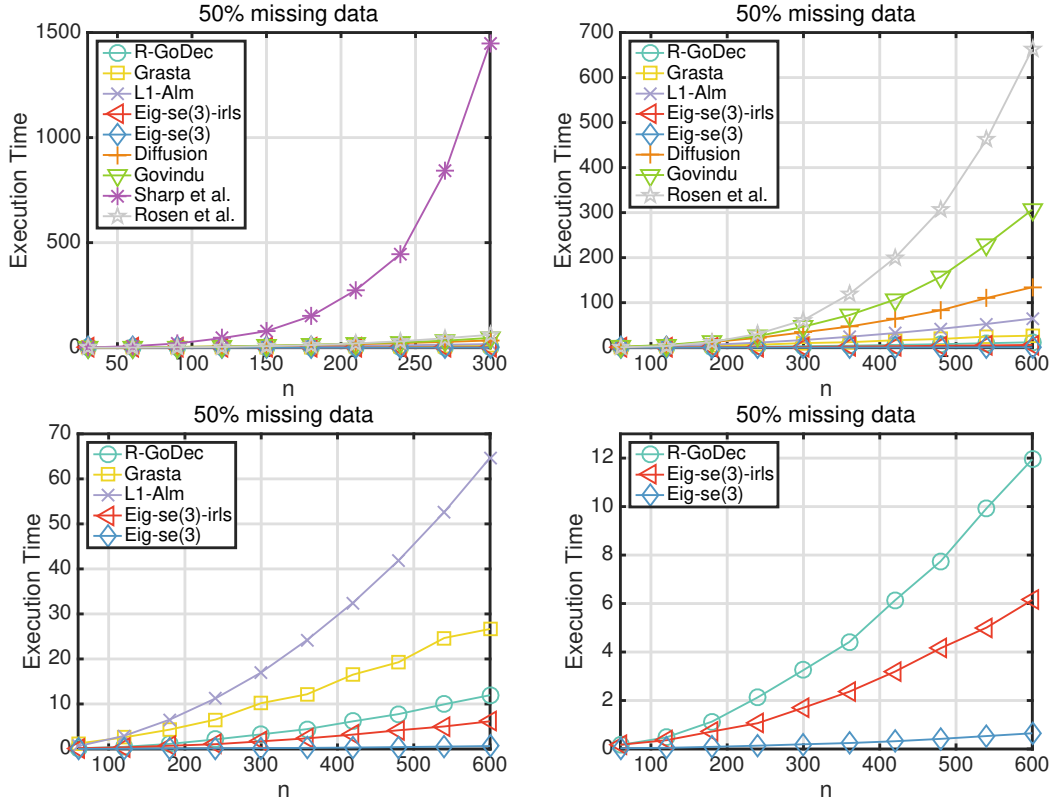 50% missing data
1500
1000
500
0
Execution Time
R-GoDec
Grasta
L1-Alm
Eig-se(3)-irls
Eig-se(3)
Diffusion
Govindu
Sharp et al.
Rosen et al.
50 100 150 200 250 300
n
50% missing data
700
600
500
400
300
200
100
0
Execution Time
R-GoDec
Grasta
L1-Alm
Eig-se(3)-irls
Eig-se(3)
Diffusion
Govindu
Rosen et al.
100 200 300 400 500 600
n
50% missing data
70
60
50
40
30
20
10
0
Execution Time
R-GoDec
Grasta
L1-Alm
Eig-se(3)-irls
Eig-se(3)
100 200 300 400 500 600
n
50% missing data
12
10
8
6
4
2
0
Execution Time
R-GoDec
Eig-se(3)-irls
Eig-se(3)
100 200 300 400 500 600
n